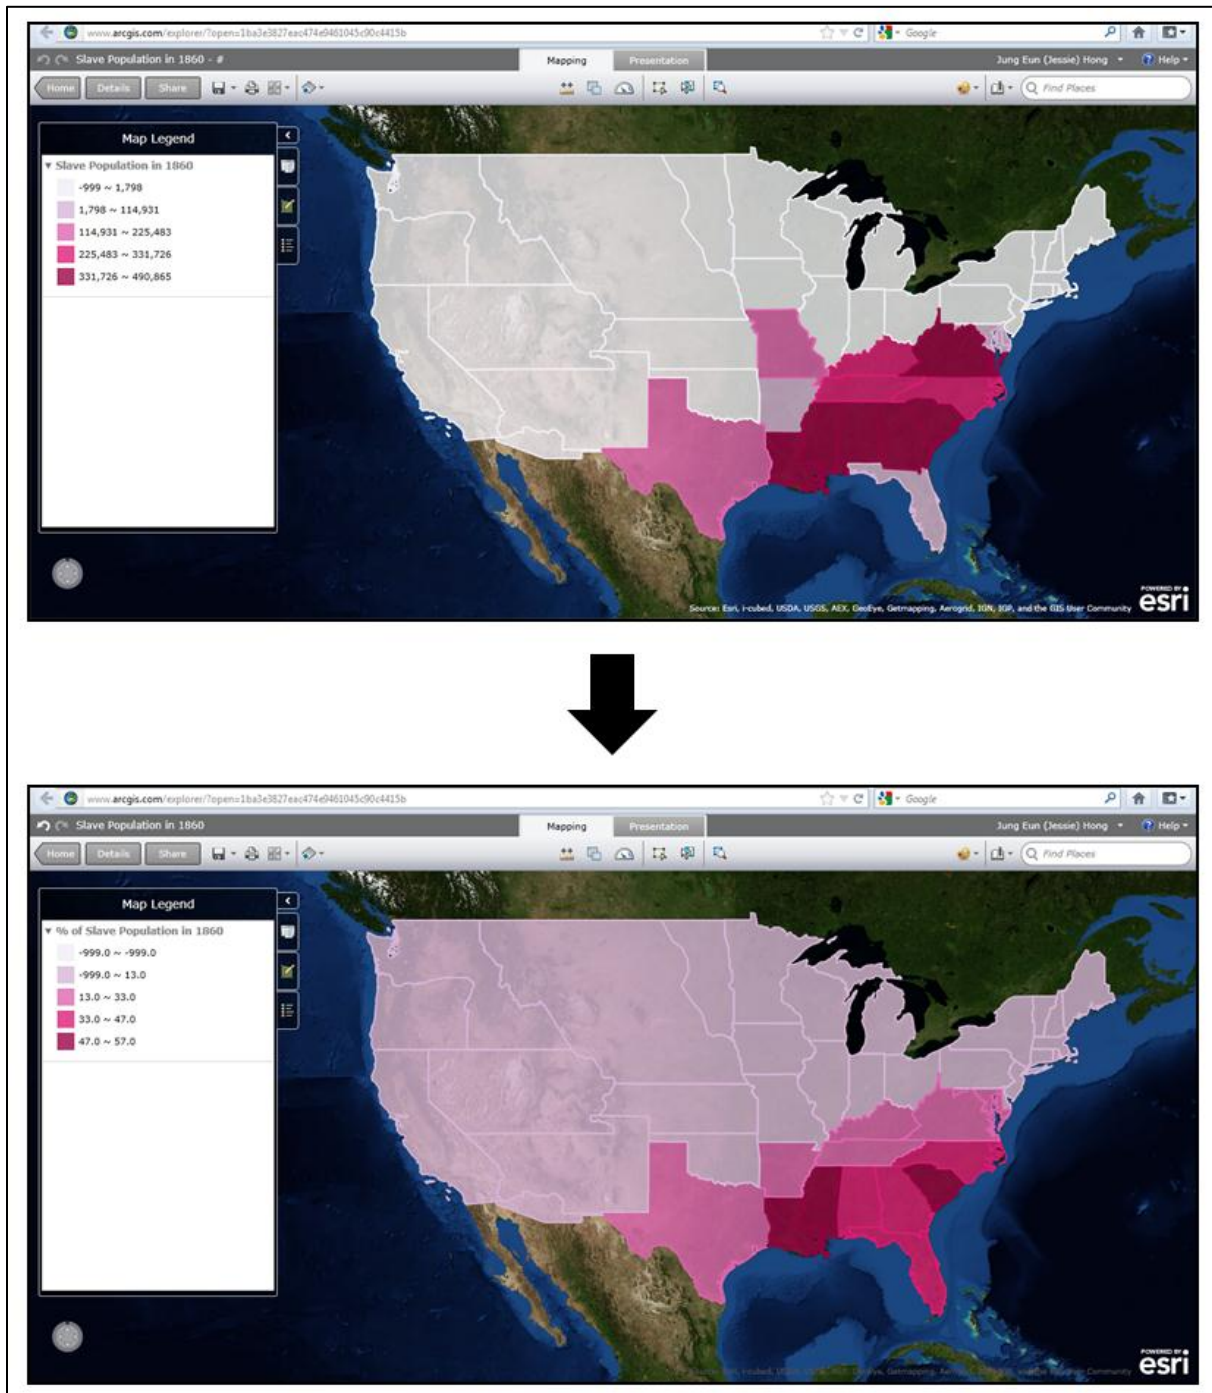 www.arcgis.com/explorer/?open=1ba3e3827eac474e9461045c90c4415b
Google
Slave Population in 1860 - #
Mapping
Presentation
Jung Eun (Jessie) Hong
Help
Home
Details
Share
Find Places
Map Legend
Slave Population in 1860
-999 ~ 1,798
1,798 ~ 114,931
114,931 ~ 225,483
225,483 ~ 331,726
331,726 ~ 490,865
Source: Esri, i-cubed, USDA, USGS, AEX, GeoEye, Getmapping, Aerogrid, IGN, IGP, and the GIS User Community
POWERED BY
esri
www.arcgis.com/explorer/?open=1ba3e3827eac474e9461045c90c4415b
Google
Slave Population in 1860
Mapping
Presentation
Jung Eun (Jessie) Hong
Help
Home
Details
Share
Find Places
Map Legend
% of Slave Population in 1860
-999.0 ~ -999.0
-999.0 ~ 13.0
13.0 ~ 33.0
33.0 ~ 47.0
47.0 ~ 57.0
POWERED BY
esri